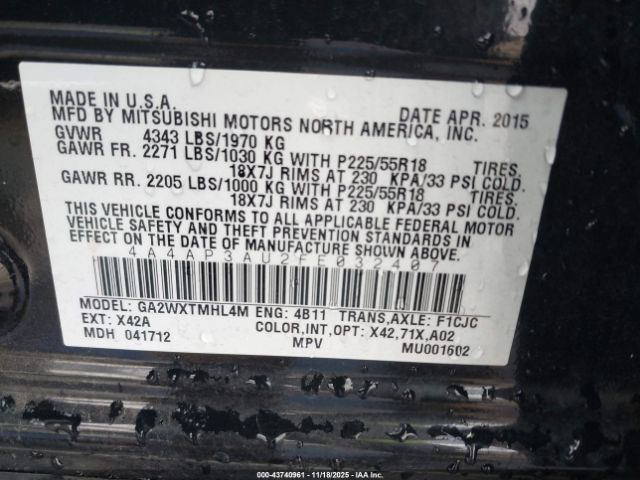 MADE IN U.S.A. DATE APR. 2015
MFD BY MITSUBISHI MOTORS NORTH AMERICA, INC.
GVWR 4343 LBS/1970 KG
GAWR FR. 2271 LBS/1030 KG WITH P225/55R18 TIRES,
18X7J RIMS AT 230 KPA/33 PSI COLD.
GAWR RR. 2205 LBS/1000 KG WITH P225/55R18 TIRES,
18X7J RIMS AT 230 KPA/33 PSI COLD.
THIS VEHICLE CONFORMS TO ALL APPLICABLE FEDERAL MOTOR
VEHICLE SAFETY AND THEFT PREVENTION STANDARDS IN
EFFECT ON THE DATE OF MANUFACTURE SHOWN ABOVE.
4A4AP3AU2FE032407
MODEL: GA2WXTMHL4M ENG: 4B11 TRANS,AXLE: F1CJC
EXT: X42A COLOR,INT,OPT: X42,71X,A02
MDH 041712 MPV MU001602
000-43740961 - 11/18/2025 - IAAI.com